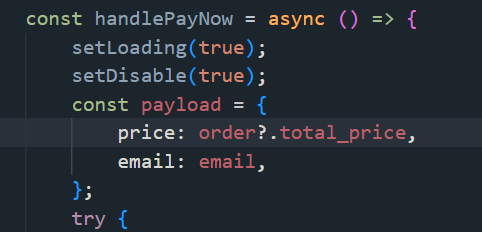 const handlePayNow = async () => {
setLoading(true);
setDisable(true);
const payload = {
price: order?.total_price,
email: email,
};
try {